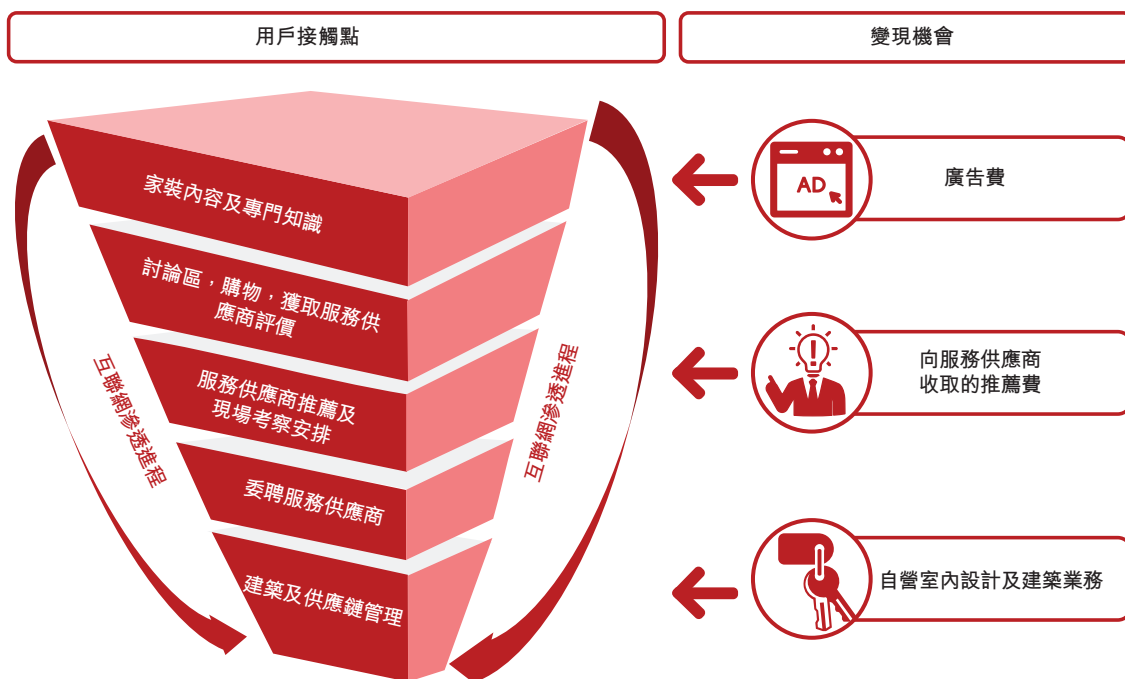 用戶接觸點
變現機會
家裝內容及專門知識
討論區，購物，獲取服務供
應商評價
服務供應商推薦及
現場考察安排
委聘服務供應商
建築及供應鏈管理
互聯網滲透進程
互聯網滲透進程
AD
廣告費
向服務供應商
收取的推薦費
自營室內設計及建築業務